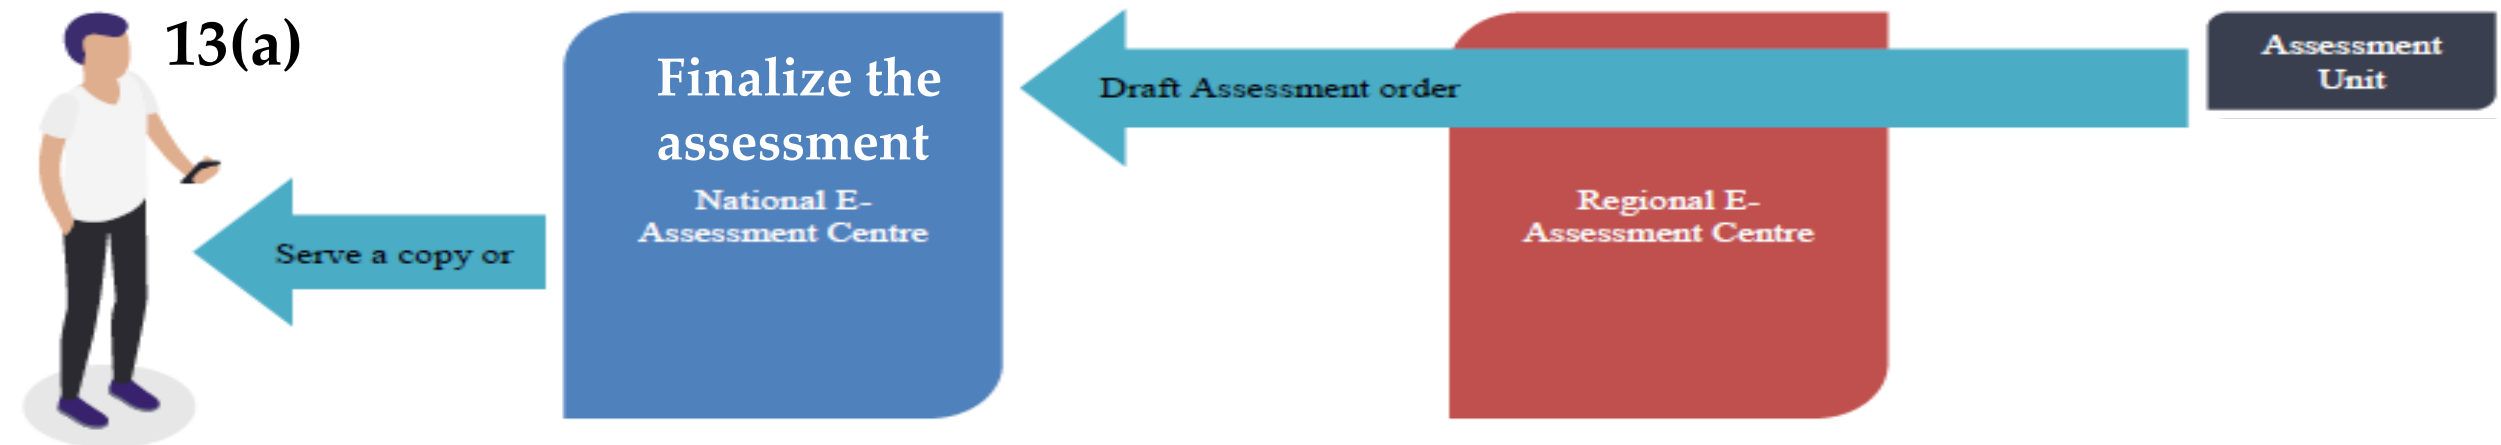 13(a)
Finalize the
assessment
National E-
Assessment Centre
Serve a copy or
Draft Assessment order
Regional E-
Assessment Centre
Assessment
Unit